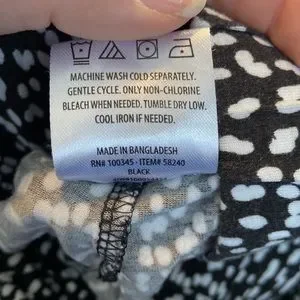 MACHINE WASH COLD SEPARATELY.
GENTLE CYCLE. ONLY NON-CHLORINE
BLEACH WHEN NEEDED. TUMBLE DRY LOW.
COOL IRON IF NEEDED.
MADE IN BANGLADESH
RN# 100345 - ITEM# 58240
BLACK